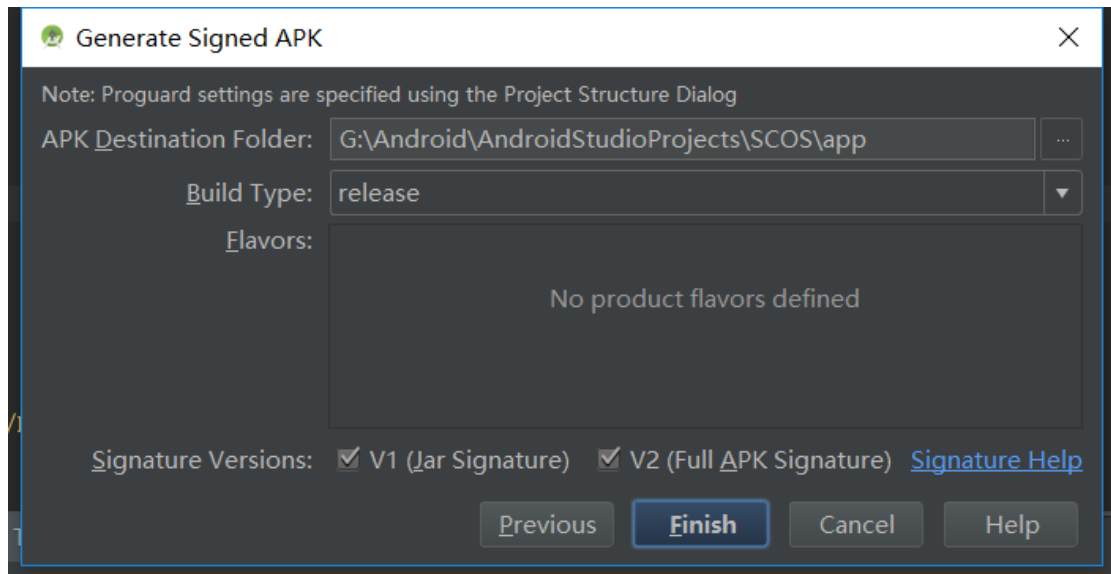 Generate Signed APK
Note: Proguard settings are specified using the Project Structure Dialog
APK Destination Folder: G:\Android\AndroidStudioProjects\SCOS\app ...
Build Type: release
Flavors:
No product flavors defined
Signature Versions: V1 (Jar Signature) V2 (Full APK Signature) Signature Help
Previous Finish Cancel Help